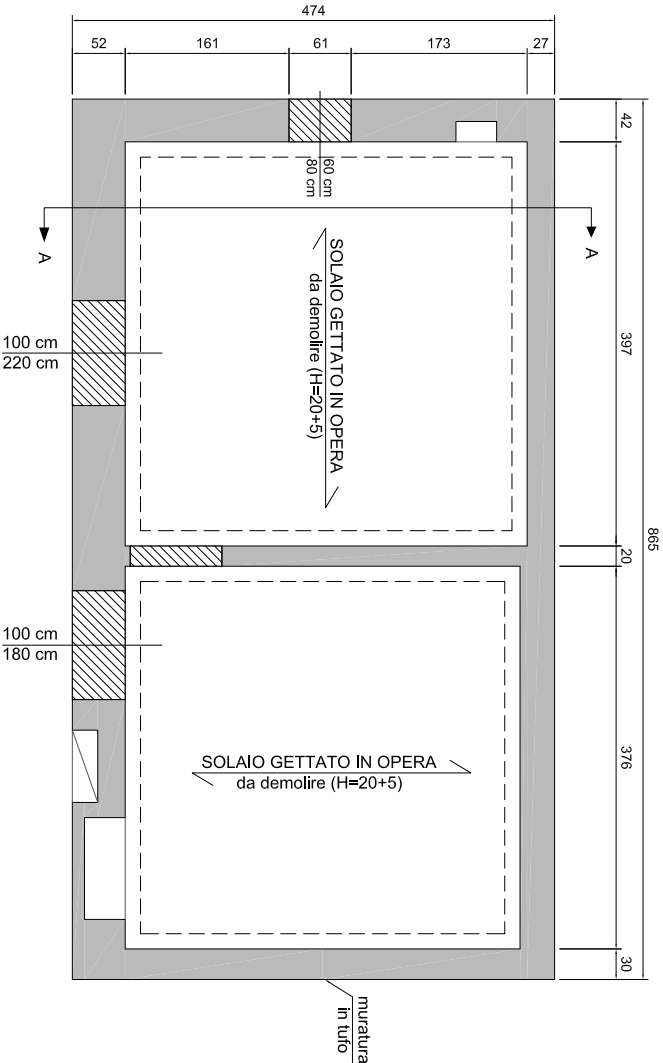 474
52
161
61
173
27
42
397
865
20
376
30
60 cm
80 cm
A
A
SOLAIO GETTATO IN OPERA
da demolire (H=20+5)
100 cm
220 cm
100 cm
180 cm
SOLAIO GETTATO IN OPERA
da demolire (H=20+5)
muratura
in tufo